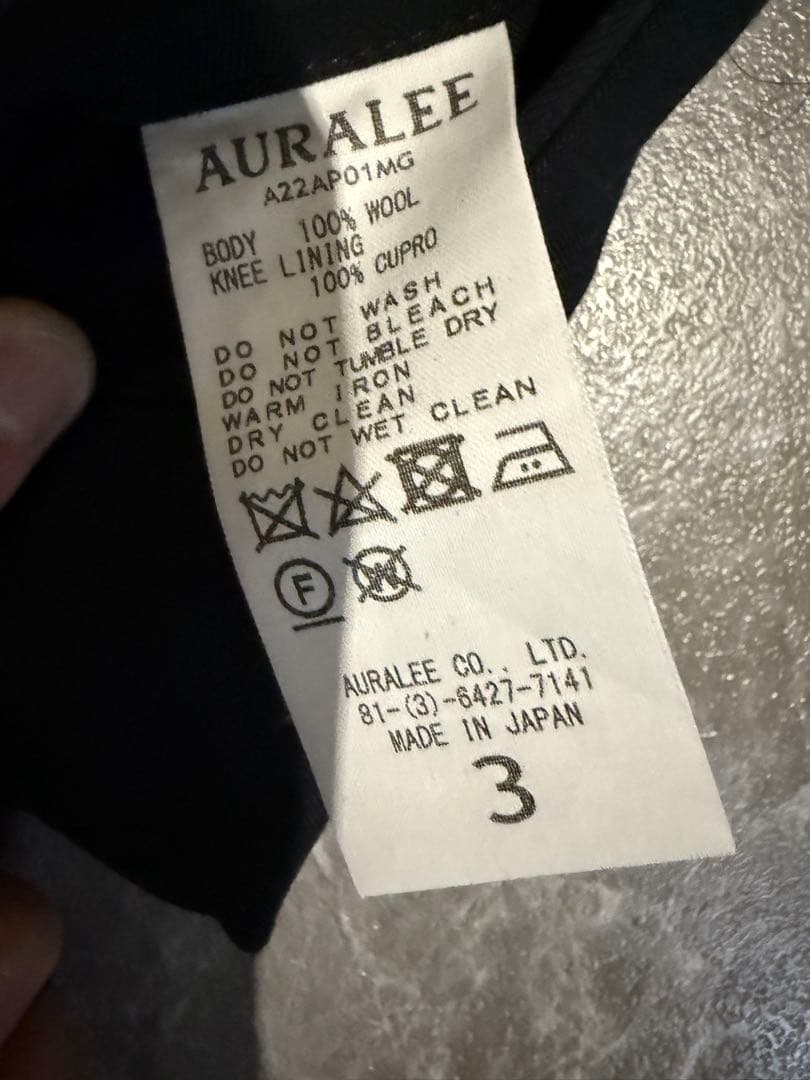 AURALEE
A22AP01MG
BODY 100% WOOL
KNEE LINING
100% CUPRO
DO NOT WASH
DO NOT BLEACH
DO NOT TUMBLE DRY
WARM IRON
DRY CLEAN
DO NOT WET CLEAN
F W
AURALEE CO., LTD.
81-(3)-6427-7141
MADE IN JAPAN
3